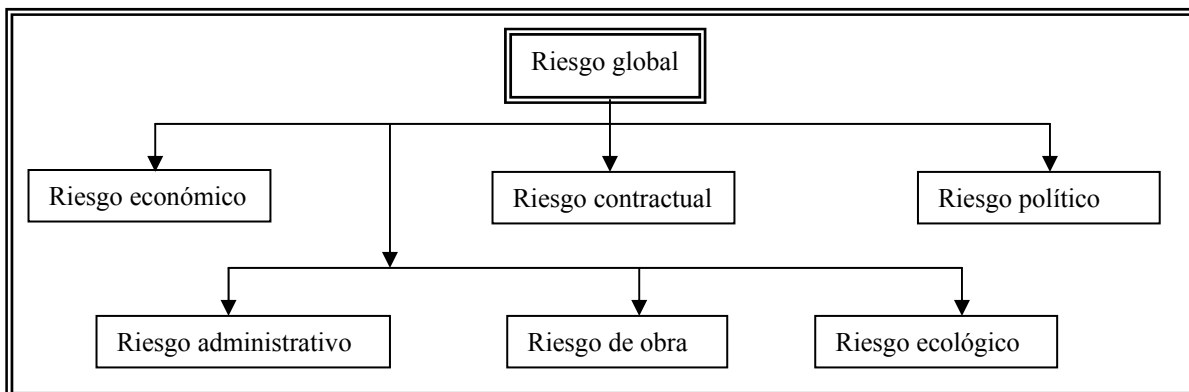 Riesgo global
Riesgo económico
Riesgo contractual
Riesgo político
Riesgo administrativo
Riesgo de obra
Riesgo ecológico